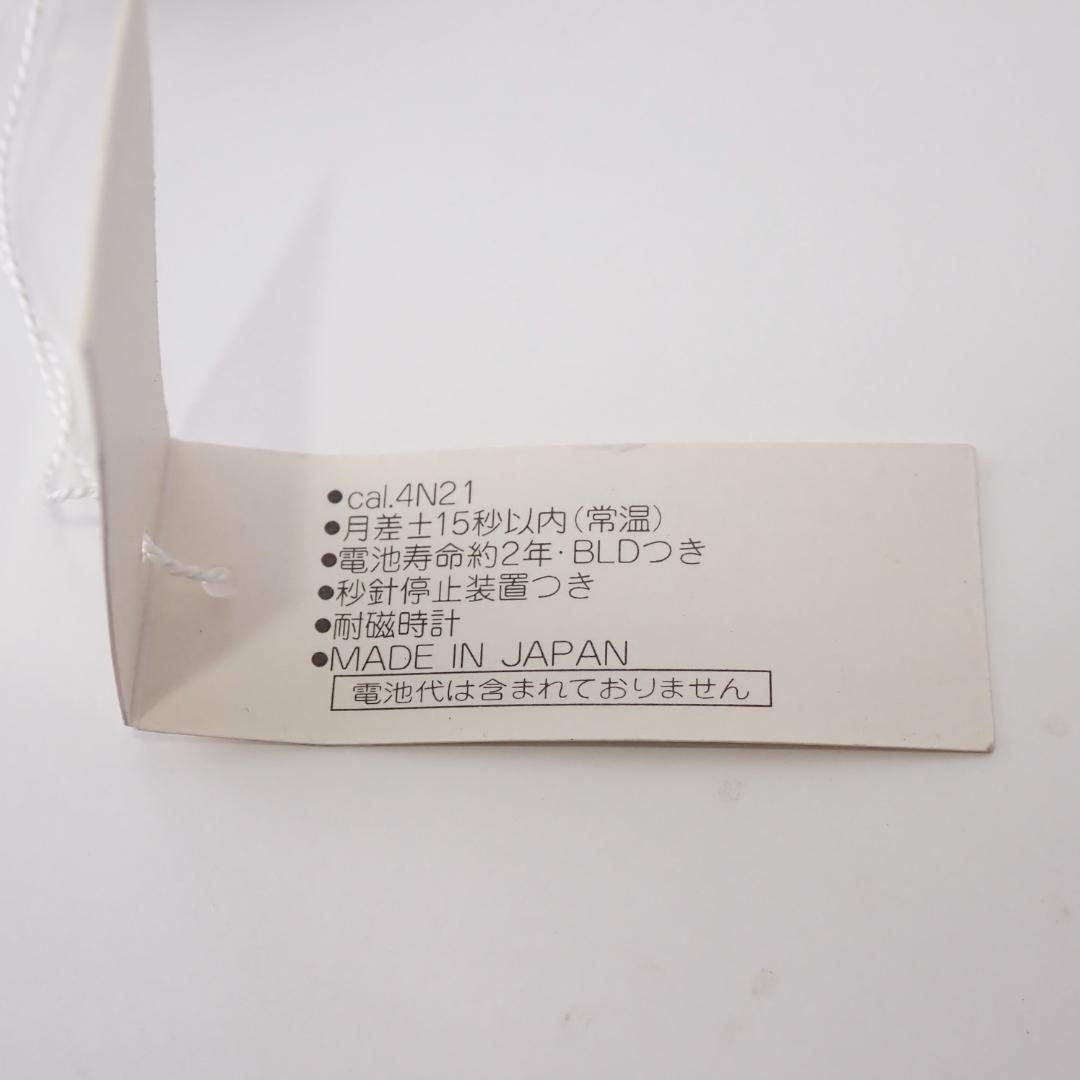 ●cal.4N21
●月差±15秒以内(常温)
●電池寿命約2年·BLDつき
●秒針停止装置つき
●耐磁時計
●MADE IN JAPAN
電池代は含まれておりません